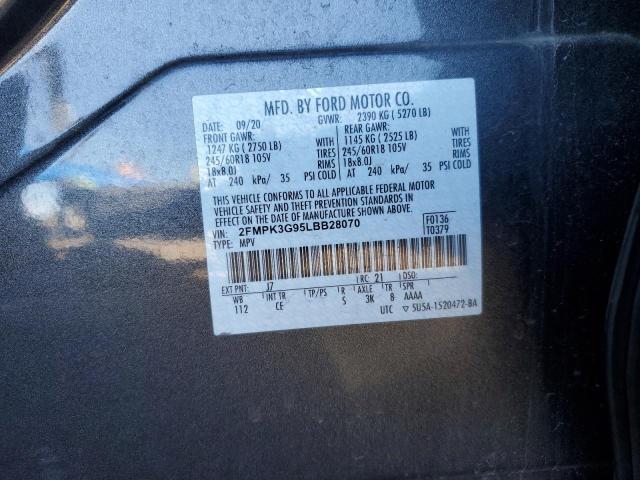 MFD. BY FORD MOTOR CO.
DATE: 09/20 GVWR: 2390 KG ( 5270 LB)
FRONT GAWR: REAR GAWR:
1247 KG ( 2750 LB) WITH 1145 KG ( 2525 LB) WITH
245/60R18 105V TIRES 245/60R18 105V TIRES
18x8.0J RIMS 18x8.0J RIMS
AT 240 kPa/ 35 PSI COLD AT 240 kPa/ 35 PSI COLD
THIS VEHICLE CONFORMS TO ALL APPLICABLE FEDERAL MOTOR
VEHICLE SAFETY AND THEFT PREVENTION STANDARDS IN
EFFECT ON THE DATE OF MANUFACTURE SHOWN ABOVE.
VIN: 2FMPK3G95LBB28070 F0136
TYPE: MPV T0379
EXT PNT: J7 RC: 21 DSO:
WB INT TR TP/PS R AXLE TR SPR
112 CE S 3K 8 AAAA
UTC ▽ 5U5A-1520472-BA